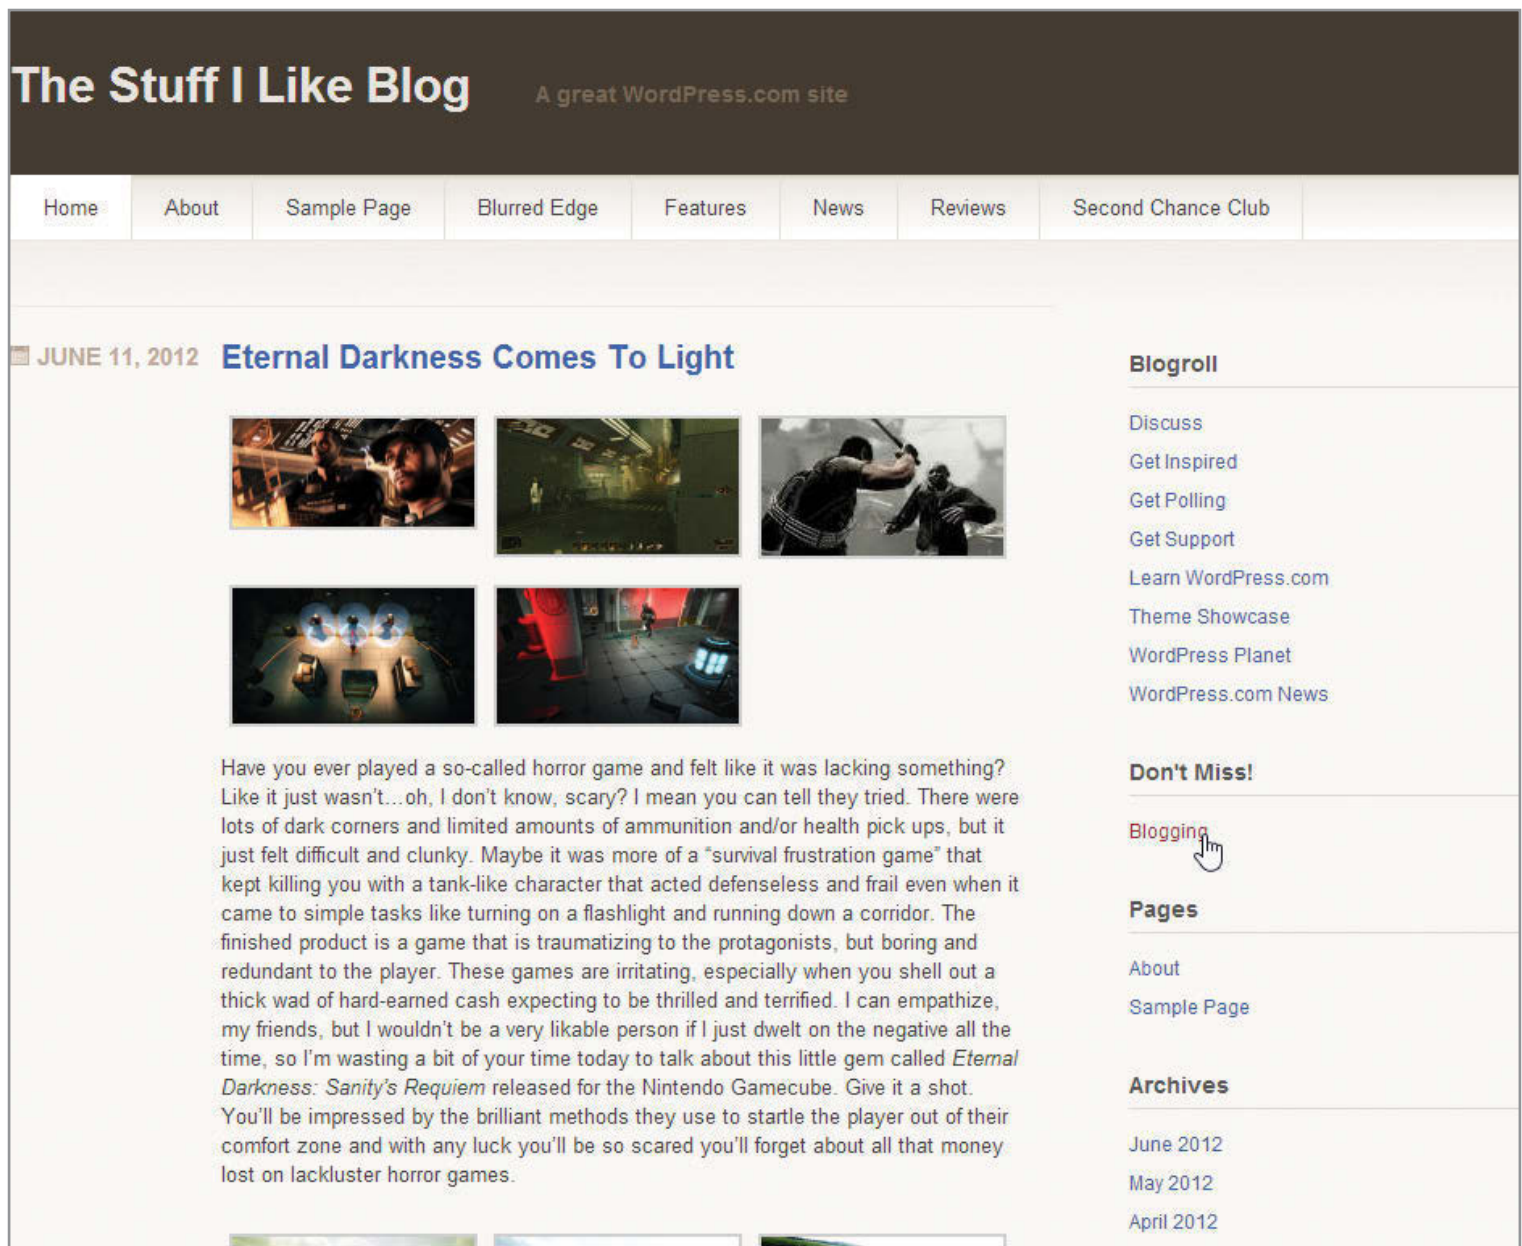 The Stuff I Like Blog
A great WordPress.com site
Home About Sample Page Blurred Edge Features News Reviews Second Chance Club
JUNE 11, 2012
Eternal Darkness Comes To Light
Have you ever played a so-called horror game and felt like it was lacking something?
Like it just wasn't…oh, I don't know, scary? I mean you can tell they tried. There were
lots of dark corners and limited amounts of ammunition and/or health pick ups, but it
just felt difficult and clunky. Maybe it was more of a “survival frustration game” that
kept killing you with a tank-like character that acted defenseless and frail even when it
came to simple tasks like turning on a flashlight and running down a corridor. The
finished product is a game that is traumatizing to the protagonists, but boring and
redundant to the player. These games are irritating, especially when you shell out a
thick wad of hard-earned cash expecting to be thrilled and terrified. I can empathize,
my friends, but I wouldn't be a very likable person if I just dwelt on the negative all the
time, so I'm wasting a bit of your time today to talk about this little gem called Eternal
Darkness: Sanity's Requiem released for the Nintendo Gamecube. Give it a shot.
You'll be impressed by the brilliant methods they use to startle the player out of their
comfort zone and with any luck you'll be so scared you'll forget about all that money
lost on lackluster horror games.
Blogroll
Discuss
Get Inspired
Get Polling
Get Support
Learn WordPress.com
Theme Showcase
WordPress Planet
WordPress.com News
Don't Miss!
Blogging
Pages
About
Sample Page
Archives
June 2012
May 2012
April 2012